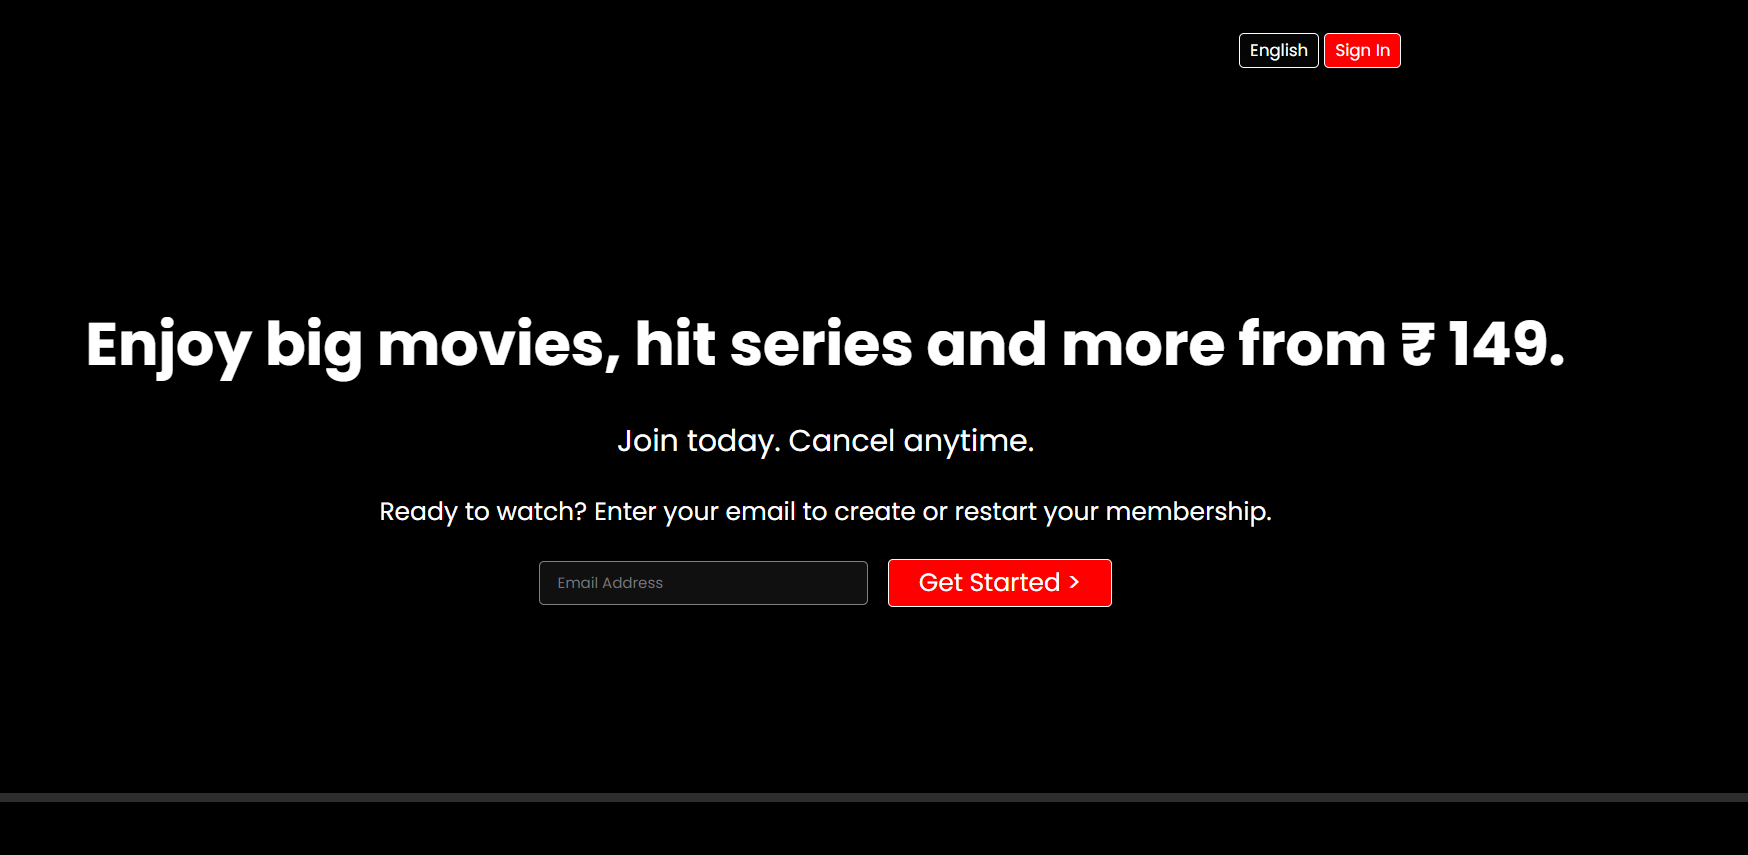 English Sign In
Enjoy big movies, hit series and more from ₹ 149.
Join today. Cancel anytime.
Ready to watch? Enter your email to create or restart your membership.
Email Address Get Started >